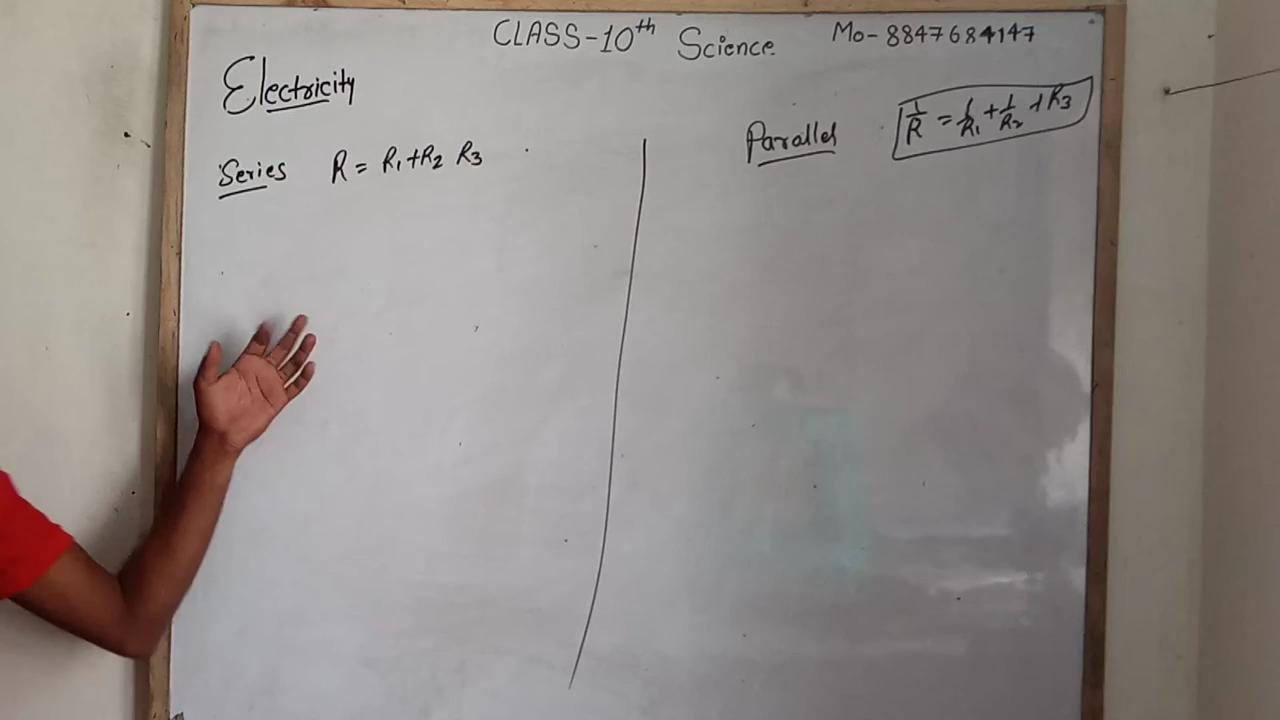 CLASS-10th Science Mo-8847684147
Electricity
Series R = R₁+R₂ R₃
Parallel 1/R = 1/R₁ + 1/R₂ + R₃